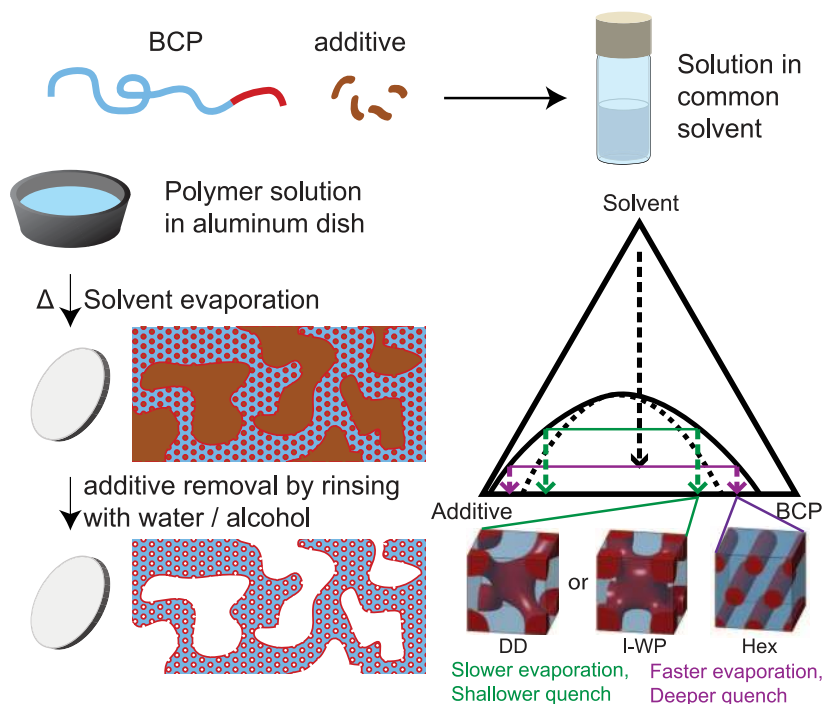 BCP
additive
Solution in
common
solvent
Polymer solution
in aluminum dish
Δ
Solvent evaporation
additive removal by rinsing
with water / alcohol
Solvent
Additive
BCP
or
DD
I-WP
Hex
Slower evaporation,
Shallower quench
Faster evaporation,
Deeper quench